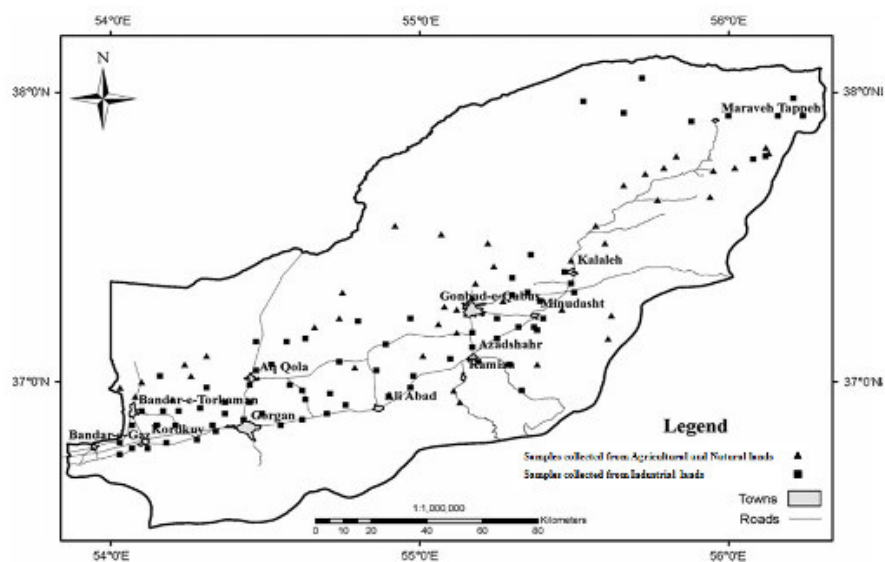 54°0'E 55°0'E 56°0'E
N
38°0'N 38°0'N
Maraveh Tappeh
Kalaleh
Gonbad-e-Qabus
Minudasht
Azadshahr
Ramian
37°0'N 37°0'N
Aq Qola
Ali Abad
Bandar-e-Torkuman
Gorgan
Kordkuy
Bandar-e-Gaz
Legend
Samples collected from Agricultural and Natural lands
Samples collected from Industrial lands
Towns
Roads
1:1,000,000
0 10 20 40 60 80
Kilometers
54°0'E 55°0'E 56°0'E